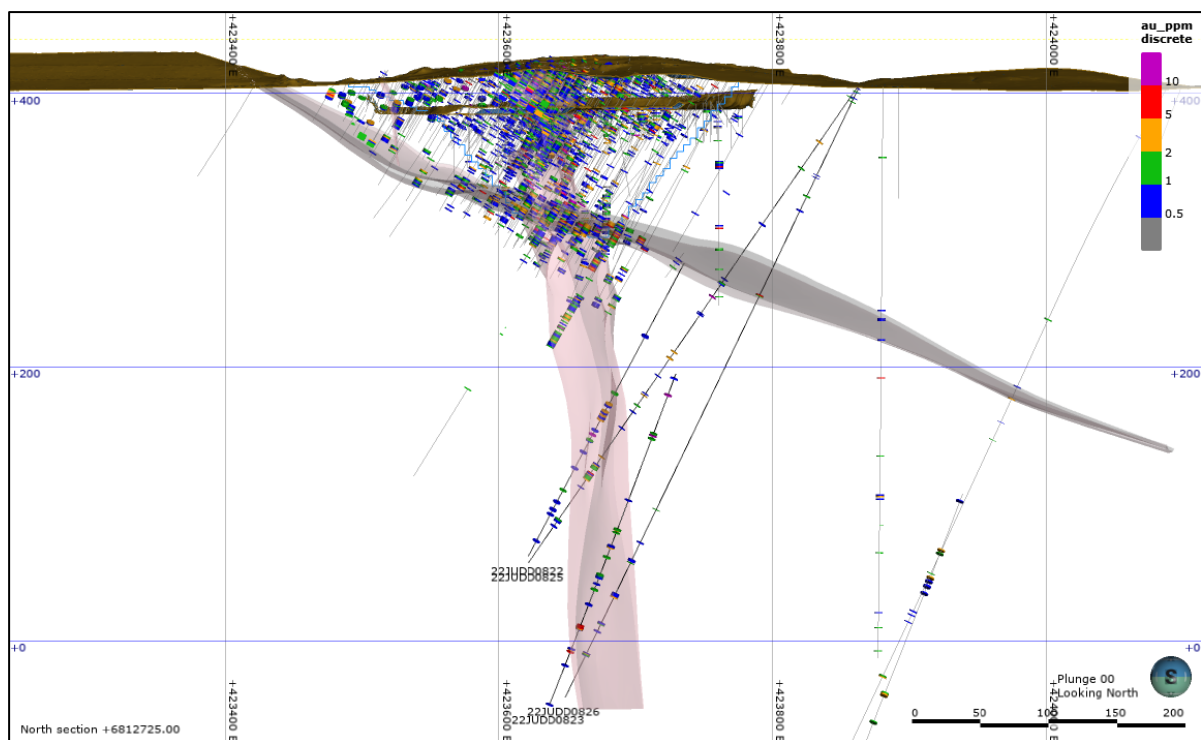 +423400 E
+423600 E
+423800 E
+424000 E
au_ppm
discrete
10
5
2
1
0.5
+400
+400
+200
+200
22JUDD0822
22JUDD0825
+0
+0
22JUDD0826
22JUDD0823
+423400 E
+423600 E
+423800 E
+424000 E
Plunge 00
Looking North
S
0
50
100
150
200
North section +6812725.00